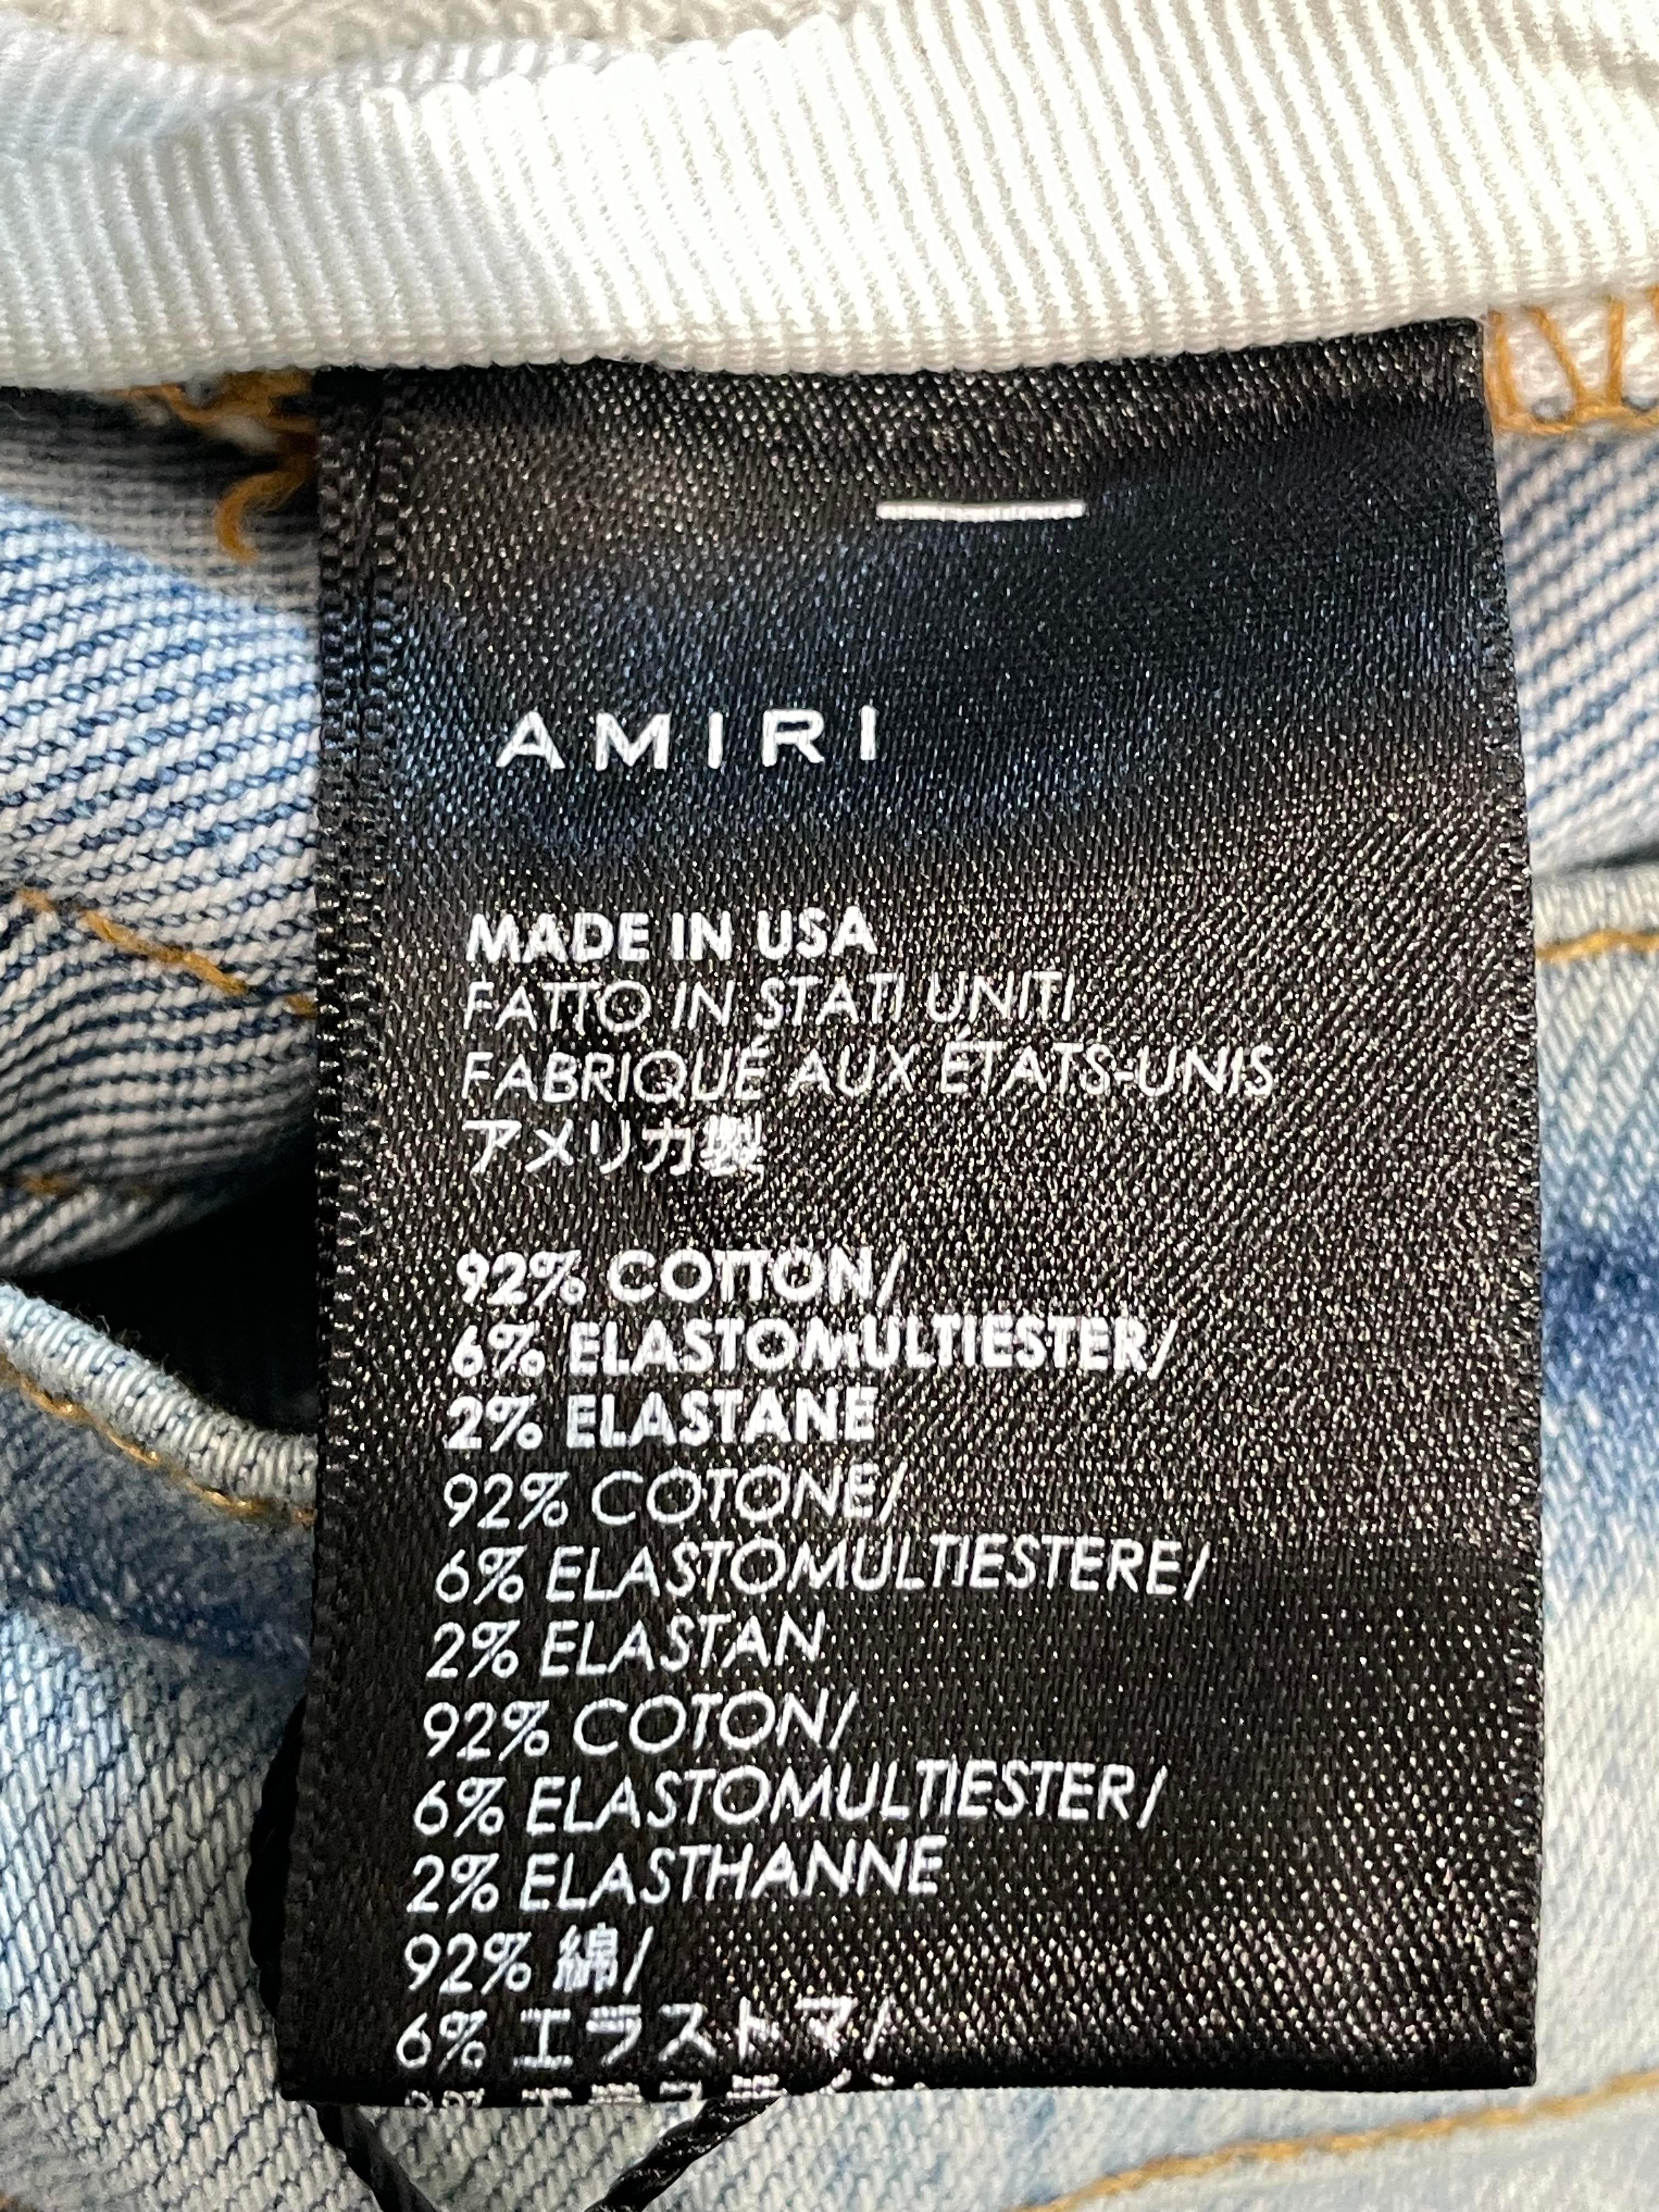 AMIRI
MADE IN USA
FATTO IN STATI UNITI
FABRIQUÉ AUX ÉTATS-UNIS
アメリカ製
92% COTTON/
6% ELASTOMULTIESTER/
2% ELASTANE
92% COTONE/
6% ELASTOMULTIESTERE/
2% ELASTAN
92% COTON/
6% ELASTOMULTIESTER/
2% ELASTHANNE
92% 綿/
6% エラストマ/